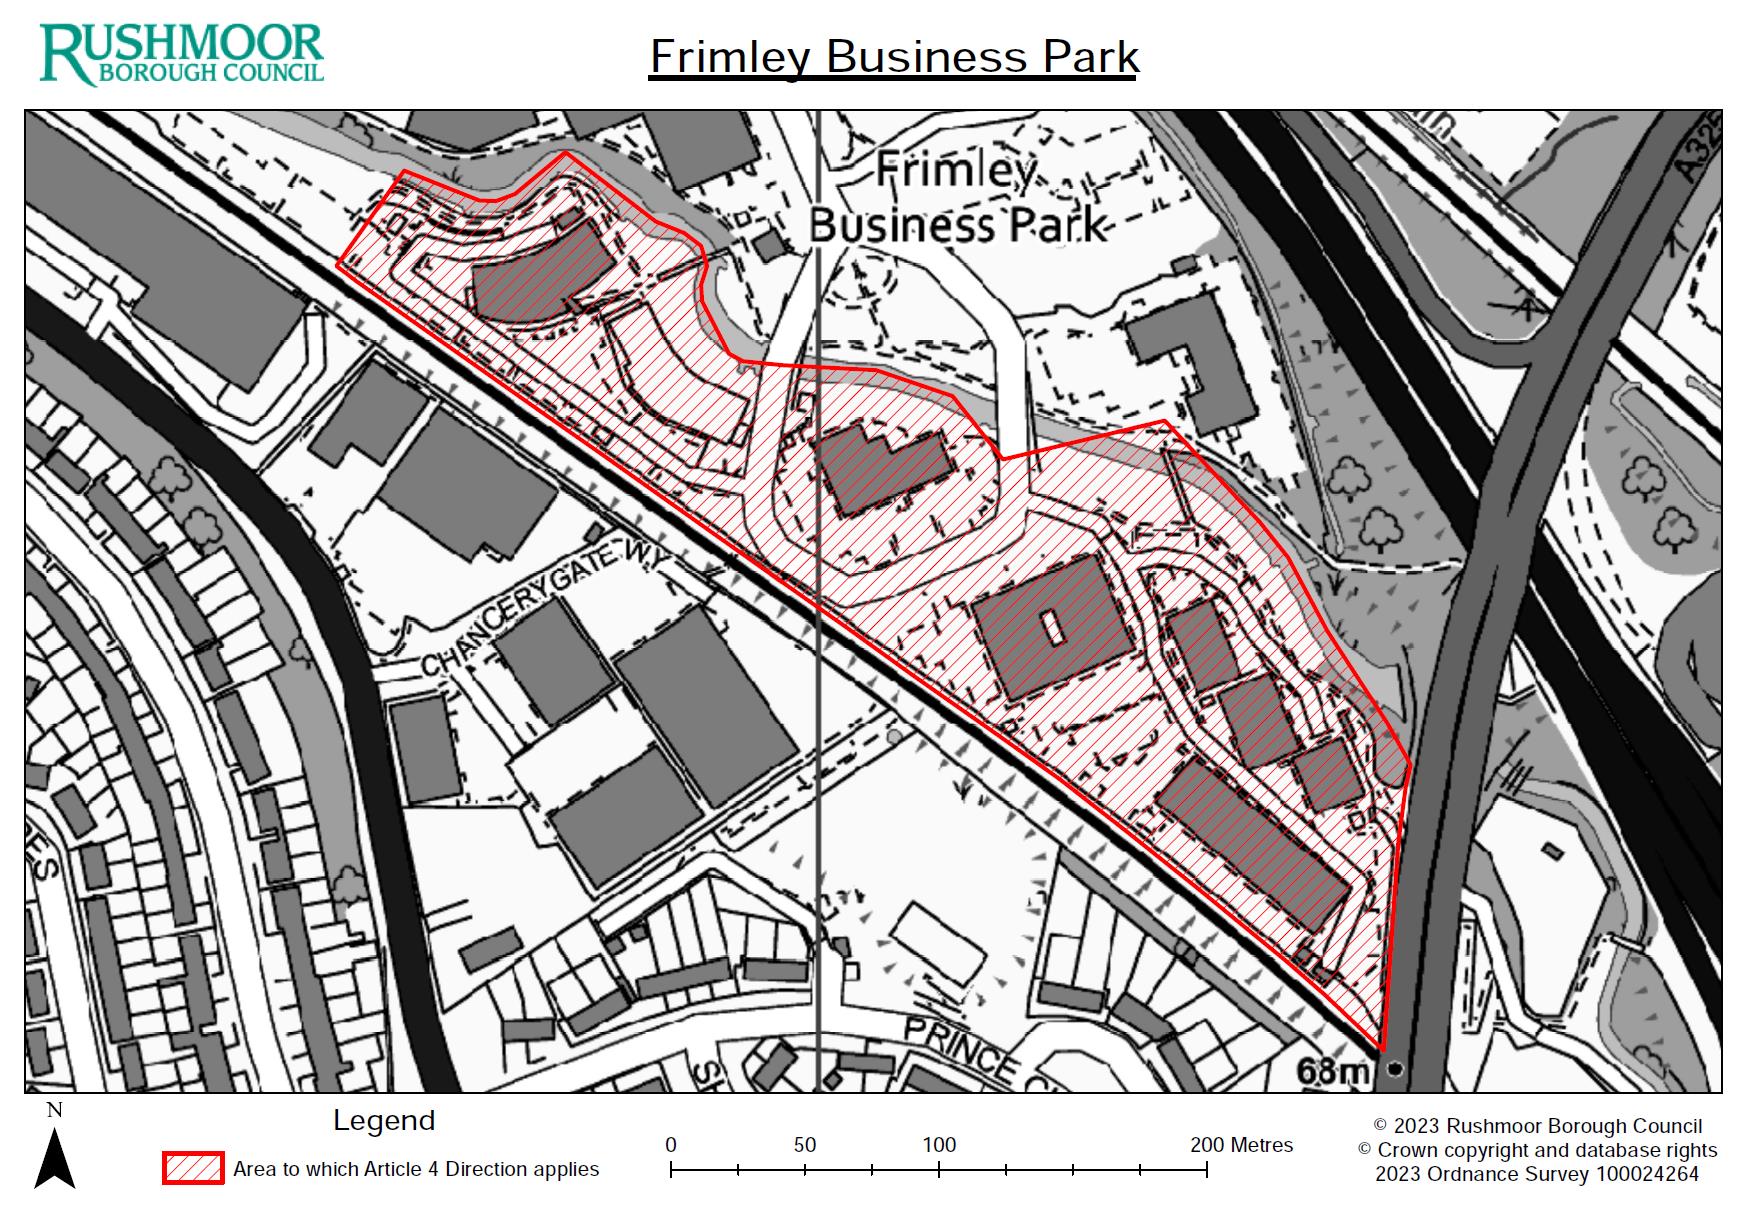 RUSHMOOR
BOROUGH COUNCIL
Frimley Business Park
A325
Frimley
Business Park
CHANCERYGATE WY
PRINCE
68m
N
Legend
Area to which Article 4 Direction applies
0 50 100 200 Metres
© 2023 Rushmoor Borough Council
© Crown copyright and database rights
2023 Ordnance Survey 100024264